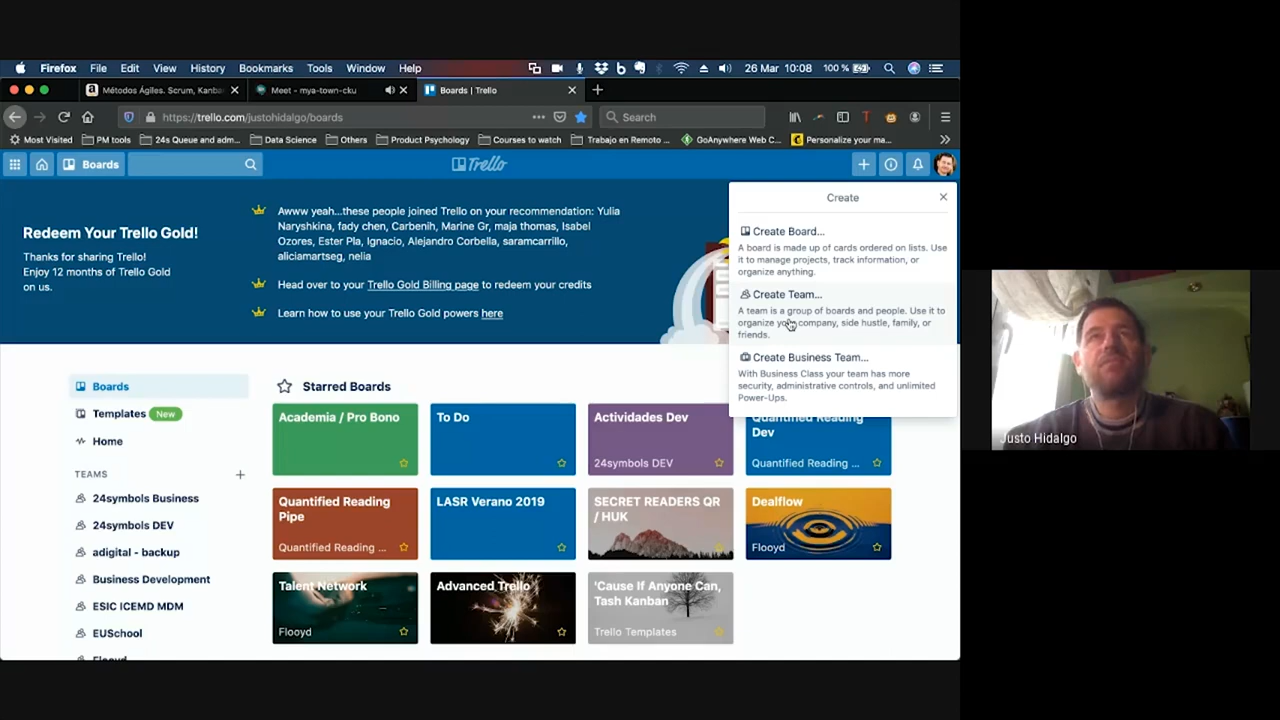 Firefox File Edit View History Bookmarks Tools Window Help 26 Mar 10:08 100 %
Métodos Ágiles. Scrum, Kanba
Meet - mya-town-cku
Boards | Trello
https://trello.com/justohidalgo/boards
Search
Most Visited PM tools 24s Queue and adm... Data Science Others Product Psychology Courses to watch Trabajo en Remoto ... GoAnywhere Web C... Personalize your ma...
Boards
Trello
Redeem Your Trello Gold!
Thanks for sharing Trello!
Enjoy 12 months of Trello Gold
on us.
Awww yeah...these people joined Trello on your recommendation: Yulia
Naryshkina, fady chen, Carbenih, Marine Gr, maja thomas, Isabel
Ozores, Ester Pla, Ignacio, Alejandro Corbella, saramcarrillo,
aliciamartseg, nelia
Head over to your Trello Gold Billing page to redeem your credits
Learn how to use your Trello Gold powers here
Create
Create Board...
A board is made up of cards ordered on lists. Use
it to manage projects, track information, or
organize anything.
Create Team...
A team is a group of boards and people. Use it to
organize your company, side hustle, family, or
friends.
Create Business Team...
With Business Class your team has more
security, administrative controls, and unlimited
Power-Ups.
Boards
Templates New
Home
TEAMS
24symbols Business
24symbols DEV
adigital - backup
Business Development
ESIC ICEMD MDM
EUSchool
Flooyd
Starred Boards
Academia / Pro Bono
To Do
Actividades Dev
24symbols DEV
Quantified Reading
Dev
Quantified Reading ...
Quantified Reading
Pipe
Quantified Reading ...
LASR Verano 2019
SECRET READERS QR
/ HUK
Dealflow
Flooyd
Talent Network
Flooyd
Advanced Trello
'Cause If Anyone Can,
Tash Kanban
Trello Templates
Justo Hidalgo